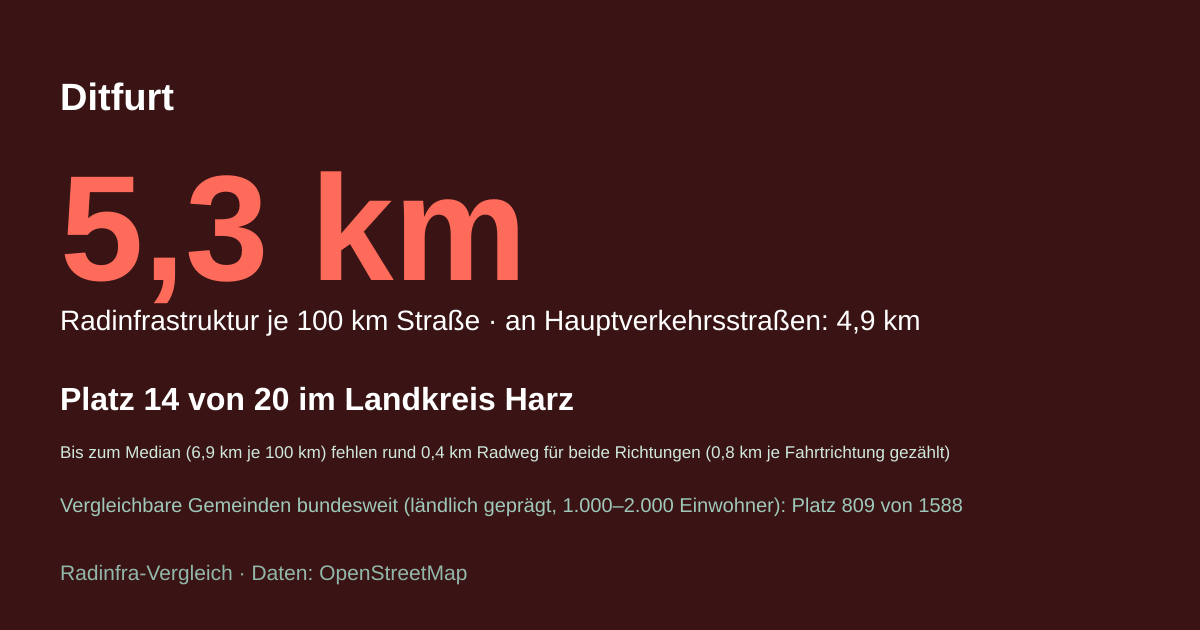 Ditfurt
5,3 km
Radinfrastruktur je 100 km Straße · an Hauptverkehrsstraßen: 4,9 km
Platz 14 von 20 im Landkreis Harz
Bis zum Median (6,9 km je 100 km) fehlen rund 0,4 km Radweg für beide Richtungen (0,8 km je Fahrtrichtung gezählt)
Vergleichbare Gemeinden bundesweit (ländlich geprägt, 1.000–2.000 Einwohner): Platz 809 von 1588
Radinfra-Vergleich · Daten: OpenStreetMap